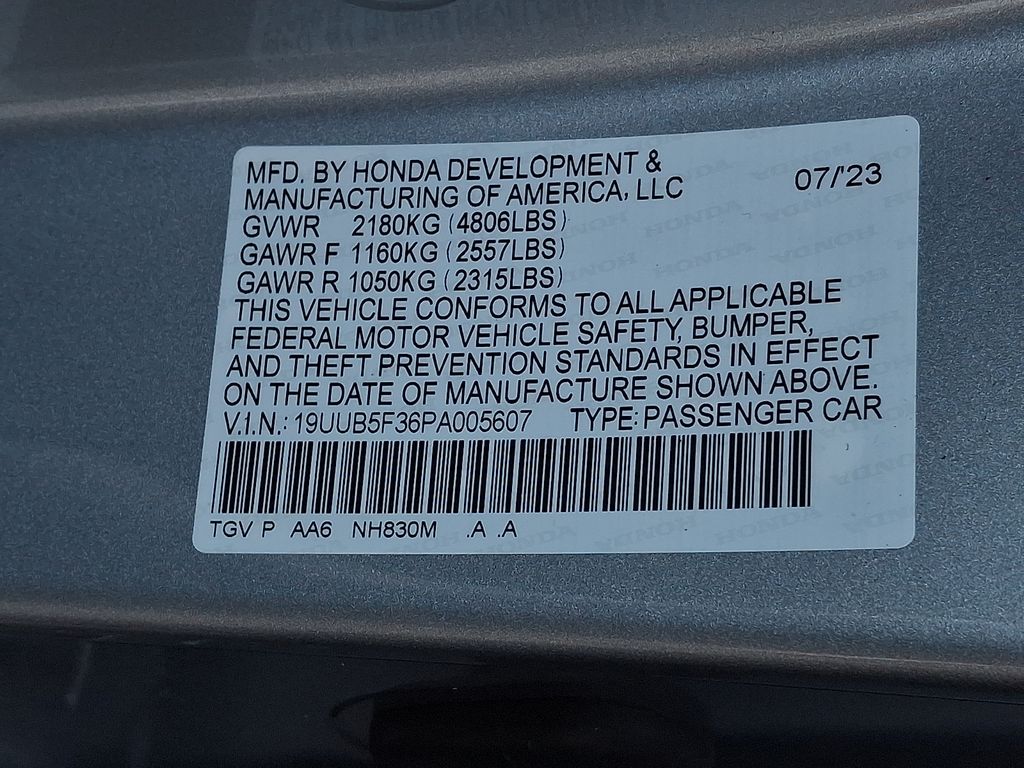 MFD. BY HONDA DEVELOPMENT &
MANUFACTURING OF AMERICA, LLC 07/'23
GVWR 2180KG (4806LBS)
GAWR F 1160KG (2557LBS)
GAWR R 1050KG (2315LBS)
THIS VEHICLE CONFORMS TO ALL APPLICABLE
FEDERAL MOTOR VEHICLE SAFETY, BUMPER,
AND THEFT PREVENTION STANDARDS IN EFFECT
ON THE DATE OF MANUFACTURE SHOWN ABOVE.
V.I.N.: 19UUB5F36PA005607 TYPE: PASSENGER CAR
TGV P AA6 NH830M .A .A